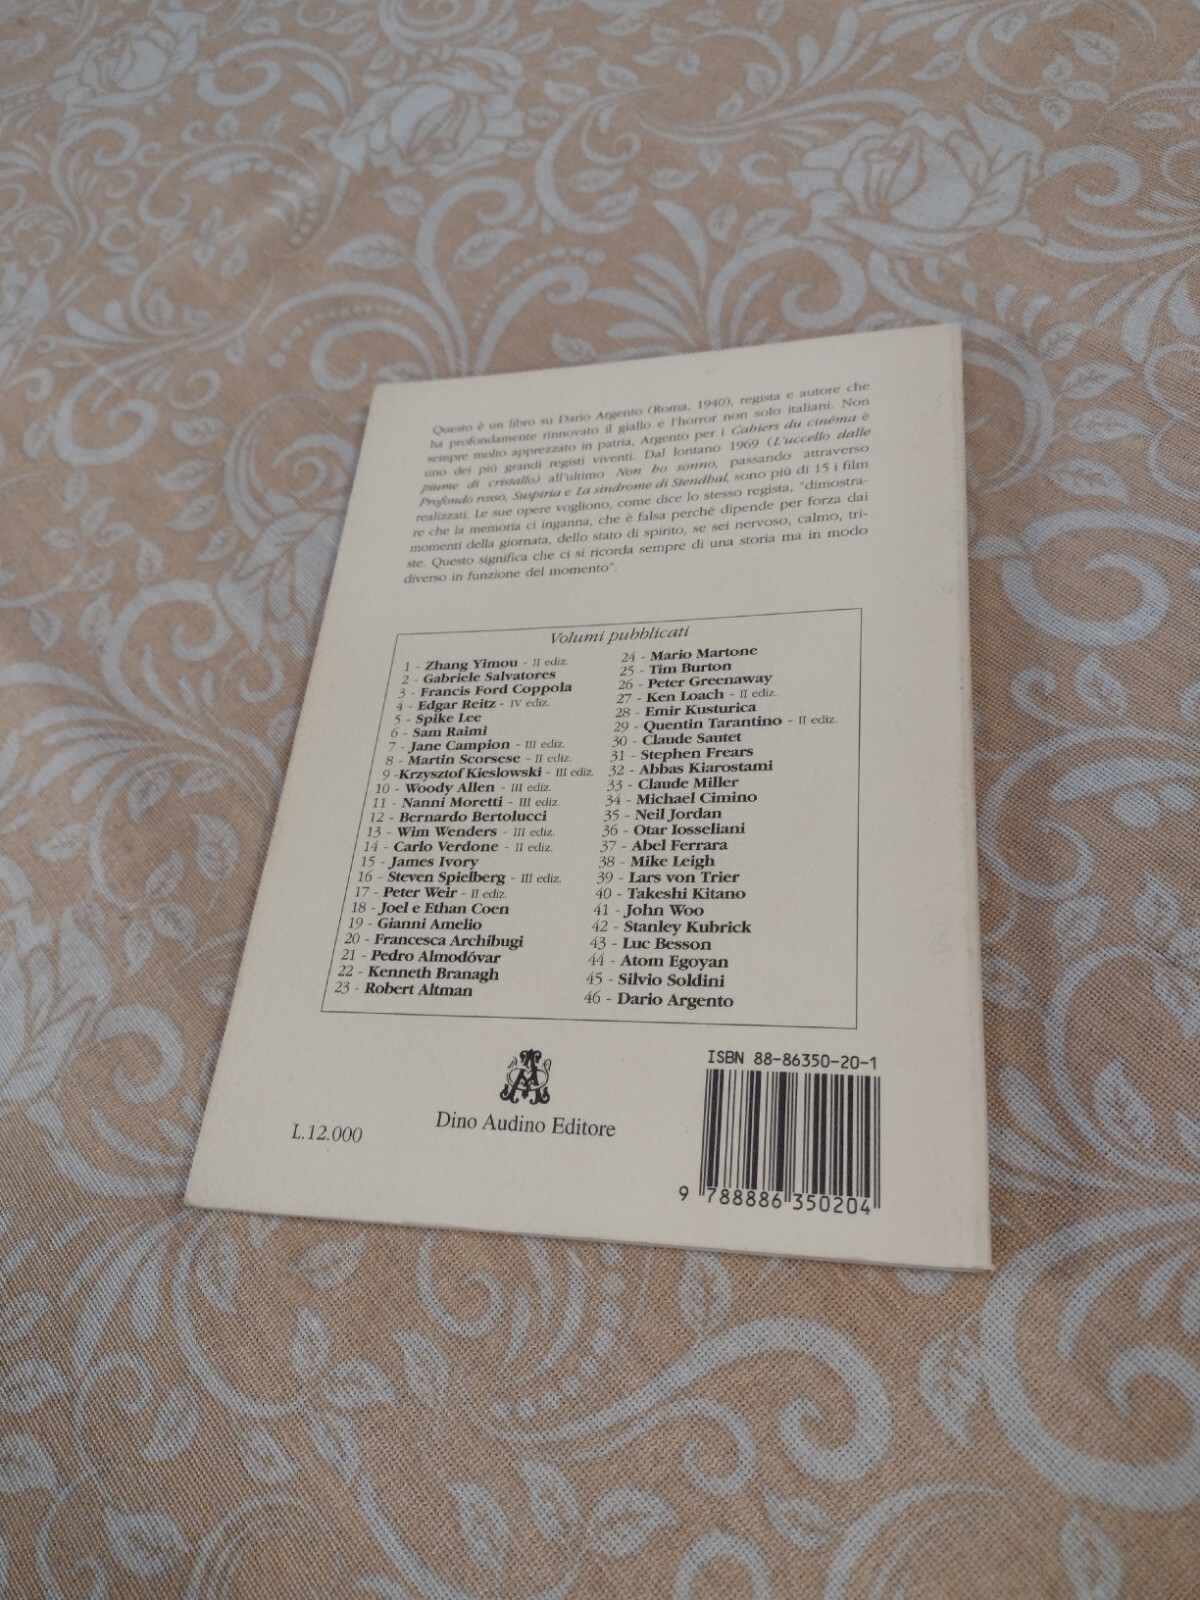 Questo è un libro su Dario Argento (Roma, 1940), regista e autore che
ha profondamente rinnovato il giallo e l'horror non solo italiani. Non
sempre molto apprezzato in patria, Argento per i Cahiers du cinéma è
uno dei più grandi registi viventi. Dal lontano 1969 (L'uccello dalle
piume di cristallo) all'ultimo Non ho sonno, passando attraverso
Profondo rosso, Suspiria e La sindrome di Stendhal, sono più di 15 i film
realizzati. Le sue opere vogliono, come dice lo stesso regista, "dimostra-
re che la memoria ci inganna, che è falsa perché dipende per forza dai
momenti della giornata, dello stato di spirito, se sei nervoso, calmo, tri-
ste. Questo significa che ci si ricorda sempre di una storia ma in modo
diverso in funzione del momento".
Volumi pubblicati
1 - Zhang Yimou - II ediz.
2 - Gabriele Salvatores
3 - Francis Ford Coppola
4 - Edgar Reitz - IV ediz.
5 - Spike Lee
6 - Sam Raimi
7 - Jane Campion - III ediz.
8 - Martin Scorsese - II ediz.
9 -Krzysztof Kieslowski - III ediz.
10 - Woody Allen - III ediz.
11 - Nanni Moretti - III ediz.
12 - Bernardo Bertolucci
13 - Wim Wenders - III ediz.
14 - Carlo Verdone - II ediz.
15 - James Ivory
16 - Steven Spielberg - III ediz.
17 - Peter Weir - II ediz.
18 - Joel e Ethan Coen
19 - Gianni Amelio
20 - Francesca Archibugi
21 - Pedro Almodóvar
22 - Kenneth Branagh
23 - Robert Altman
24 - Mario Martone
25 - Tim Burton
26 - Peter Greenaway
27 - Ken Loach - II ediz.
28 - Emir Kusturica
29 - Quentin Tarantino - II ediz.
30 - Claude Sautet
31 - Stephen Frears
32 - Abbas Kiarostami
33 - Claude Miller
34 - Michael Cimino
35 - Neil Jordan
36 - Otar Iosseliani
37 - Abel Ferrara
38 - Mike Leigh
39 - Lars von Trier
40 - Takeshi Kitano
41 - John Woo
42 - Stanley Kubrick
43 - Luc Besson
44 - Atom Egoyan
45 - Silvio Soldini
46 - Dario Argento
L.12.000
Dino Audino Editore
ISBN 88-86350-20-1
9 788886 350204